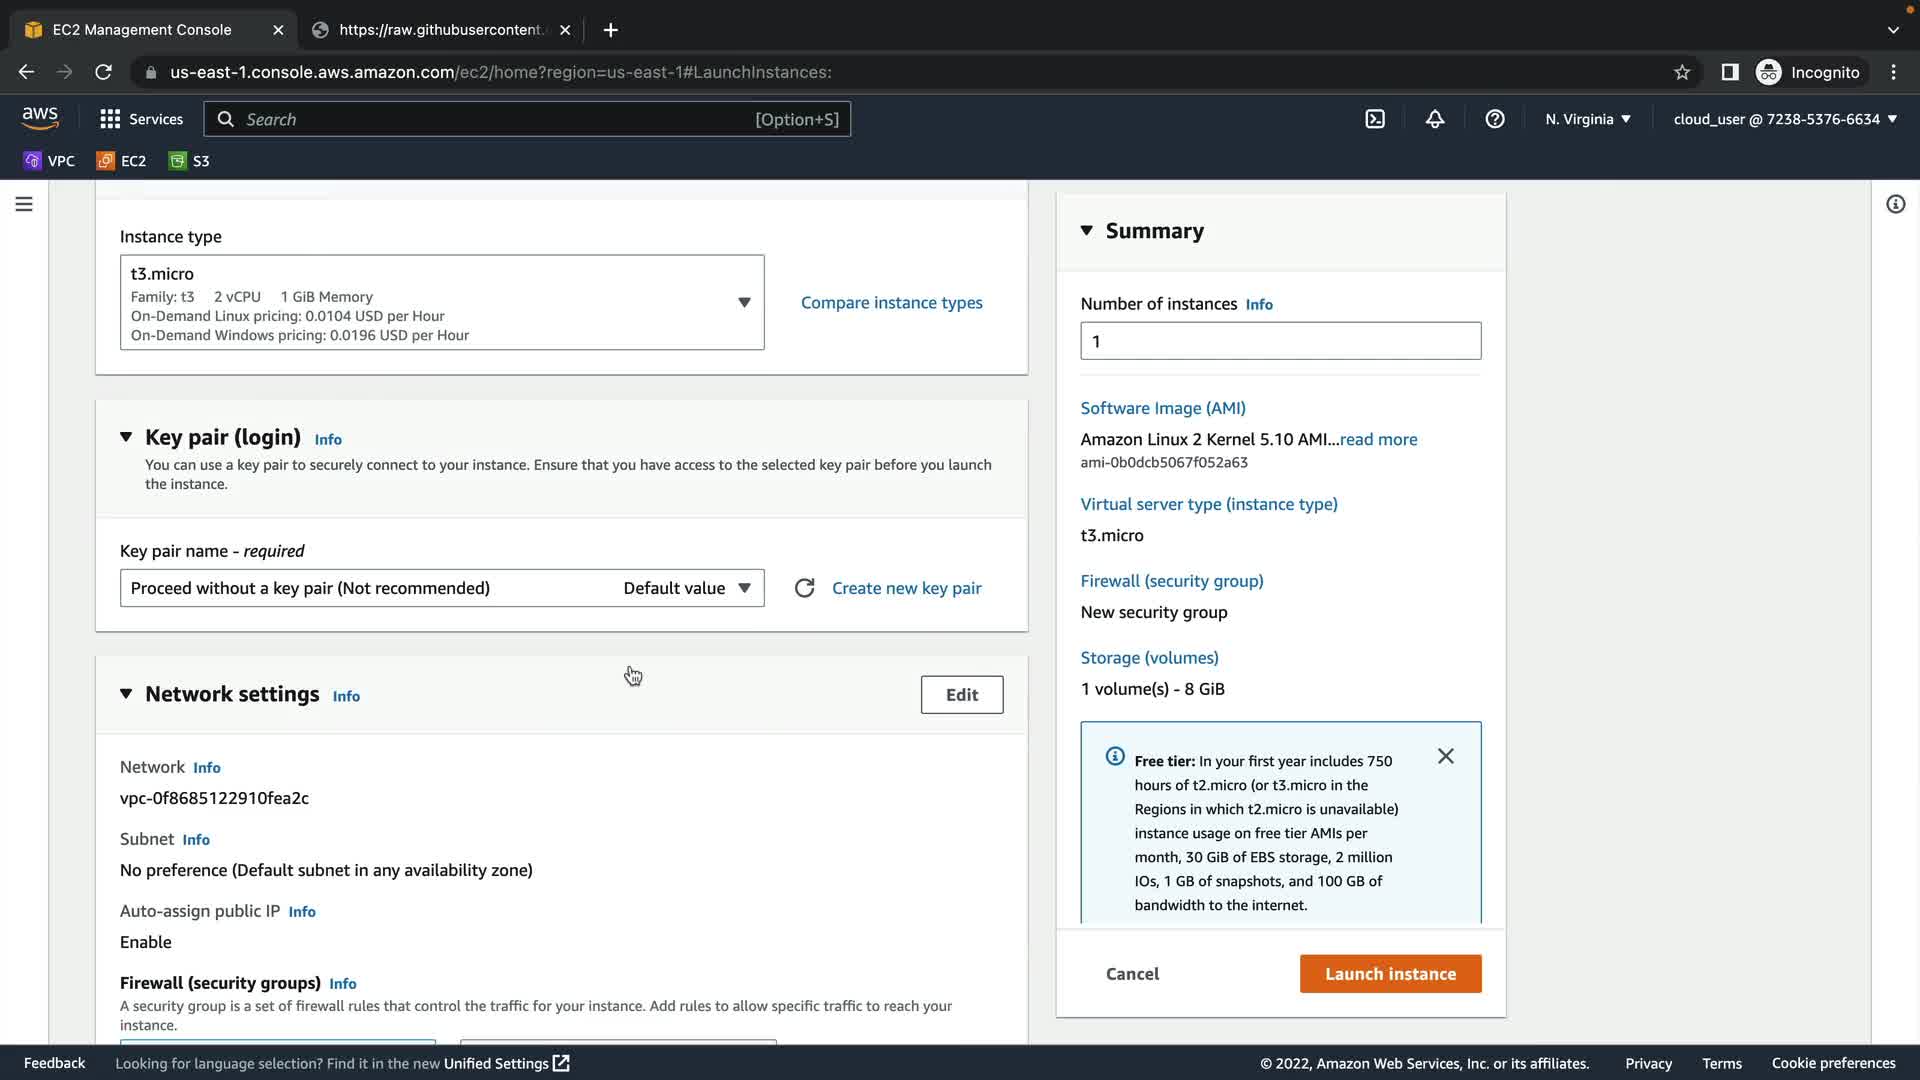 EC2 Management Console
https://raw.githubusercontent.
us-east-1.console.aws.amazon.com/ec2/home?region=us-east-1#LaunchInstances:
Incognito
aws
Services
Search
[Option+S]
N. Virginia
cloud_user @ 7238-5376-6634
VPC
EC2
S3
Instance type
t3.micro
Family: t3 2 vCPU 1 GiB Memory
On-Demand Linux pricing: 0.0104 USD per Hour
On-Demand Windows pricing: 0.0196 USD per Hour
Compare instance types
Key pair (login) Info
You can use a key pair to securely connect to your instance. Ensure that you have access to the selected key pair before you launch
the instance.
Key pair name - required
Proceed without a key pair (Not recommended) Default value
Create new key pair
Network settings Info
Edit
Network Info
vpc-0f8685122910fea2c
Subnet Info
No preference (Default subnet in any availability zone)
Auto-assign public IP Info
Enable
Firewall (security groups) Info
A security group is a set of firewall rules that control the traffic for your instance. Add rules to allow specific traffic to reach your
instance.
Summary
Number of instances Info
1
Software Image (AMI)
Amazon Linux 2 Kernel 5.10 AMI...read more
ami-0b0dcb5067f052a63
Virtual server type (instance type)
t3.micro
Firewall (security group)
New security group
Storage (volumes)
1 volume(s) - 8 GiB
Free tier: In your first year includes 750
hours of t2.micro (or t3.micro in the
Regions in which t2.micro is unavailable)
instance usage on free tier AMIs per
month, 30 GiB of EBS storage, 2 million
IOs, 1 GB of snapshots, and 100 GB of
bandwidth to the internet.
Cancel
Launch instance
Feedback
Looking for language selection? Find it in the new Unified Settings
© 2022, Amazon Web Services, Inc. or its affiliates.
Privacy
Terms
Cookie preferences